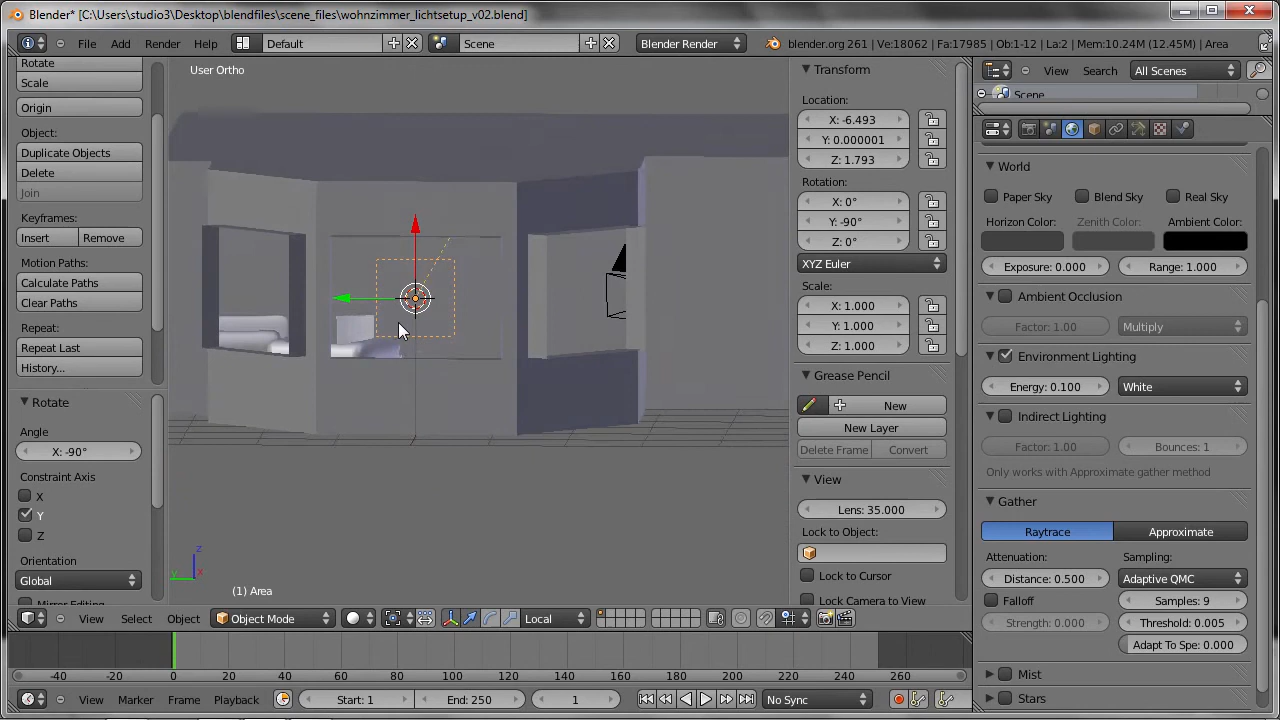 Blender* [C:\Users\studio3\Desktop\blendfiles\scene_files\wohnzimmer_lichtsetup_v02.blend]
File Add Render Help Default Scene Blender Render blender.org 261 | Ve:18062 | Fa:17985 | Ob:1-12 | La:2 | Mem:10.24M (12.45M) | Area
Rotate
Scale
Origin
Object:
Duplicate Objects
Delete
Join
Keyframes:
Insert Remove
Motion Paths:
Calculate Paths
Clear Paths
Repeat:
Repeat Last
History...
Rotate
Angle
X: -90°
Constraint Axis
X
Y
Z
Orientation
Global
User Ortho
z
y x
(1) Area
View Select Object Object Mode Local
Transform
Location:
X: -6.493
Y: 0.000001
Z: 1.793
Rotation:
X: 0°
Y: -90°
Z: 0°
XYZ Euler
Scale:
X: 1.000
Y: 1.000
Z: 1.000
Grease Pencil
New
New Layer
Delete Frame Convert
View
Lens: 35.000
Lock to Object:
Lock to Cursor
Lock Camera to View
View Search All Scenes
Scene
World
Paper Sky Blend Sky Real Sky
Horizon Color: Zenith Color: Ambient Color:
Exposure: 0.000 Range: 1.000
Ambient Occlusion
Factor: 1.00 Multiply
Environment Lighting
Energy: 0.100 White
Indirect Lighting
Factor: 1.00 Bounces: 1
Only works with Approximate gather method
Gather
Raytrace Approximate
Attenuation: Sampling:
Distance: 0.500 Adaptive QMC
Falloff Samples: 9
Strength: 0.000 Threshold: 0.005
Adapt To Spe: 0.000
Mist
Stars
-40 -20 0 20 40 60 80 100 120 140 160 180 200 220 240 260
View Marker Frame Playback Start: 1 End: 250 1 No Sync